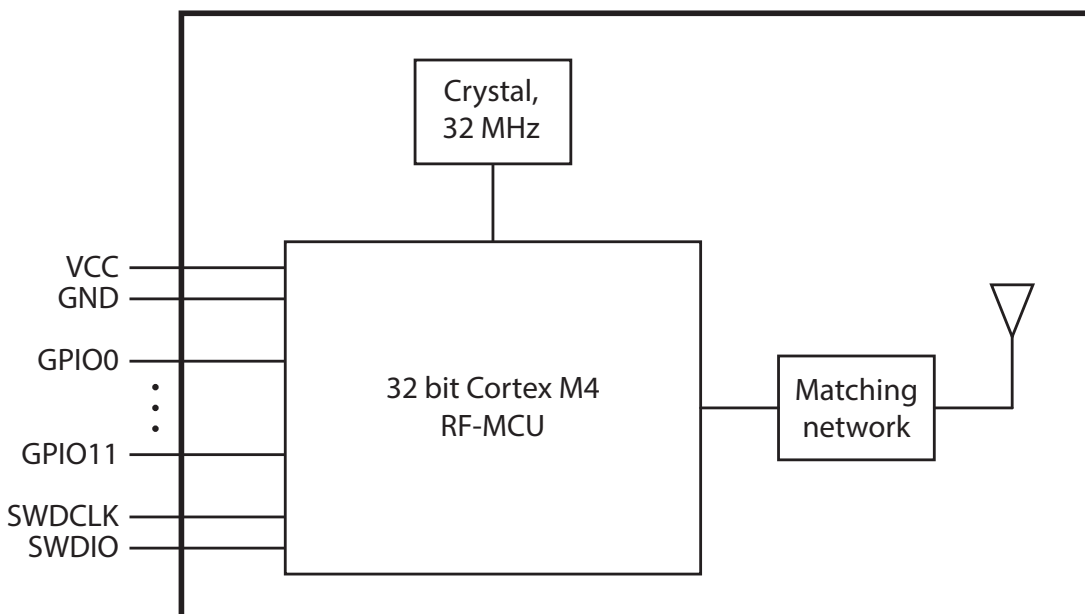 Crystal,
32 MHz
VCC
GND
GPIO0
GPIO11
SWDCLK
SWDIO
32 bit Cortex M4
RF-MCU
Matching
network